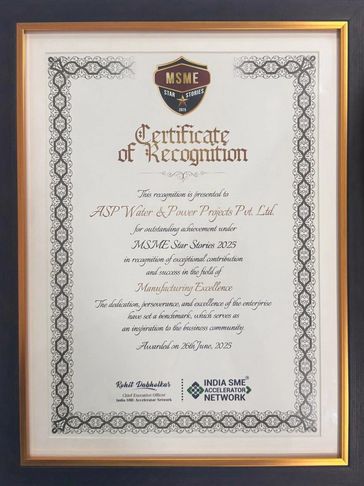 MSME
STAR STORIES
2025
Certificate
of Recognition
This recognition is presented to
ASP Water & Power Projects Pvt. Ltd.
for outstanding achievement under
MSME Star Stories 2025
in recognition of exceptional contribution
and success in the field of
Manufacturing Excellence
The dedication, perseverance, and excellence of the enterprise
have set a benchmark, which serves as
an inspiration to the business community.
Awarded on 26th June, 2025
Rohit Dabholkar
Chief Executive Officer
India SME Accelerator Network
INDIA SME
ACCELERATOR
NETWORK